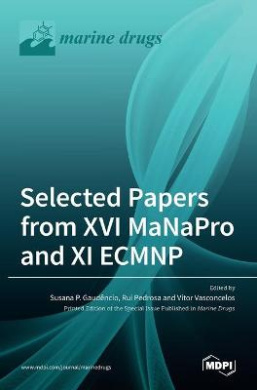 marine drugs
Selected Papers
from XVI MaNaPro
and XI ECMNP
Edited by
Susana P. Gaudêncio, Rui Pedrosa and Vitor Vasconcelos
Printed Edition of the Special Issue Published in Marine Drugs
www.mdpi.com/journal/marinedrugs
MDPI